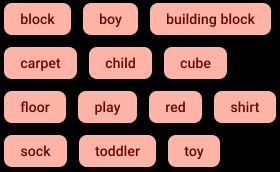 block boy building block
carpet child cube
floor play red shirt
sock toddler toy